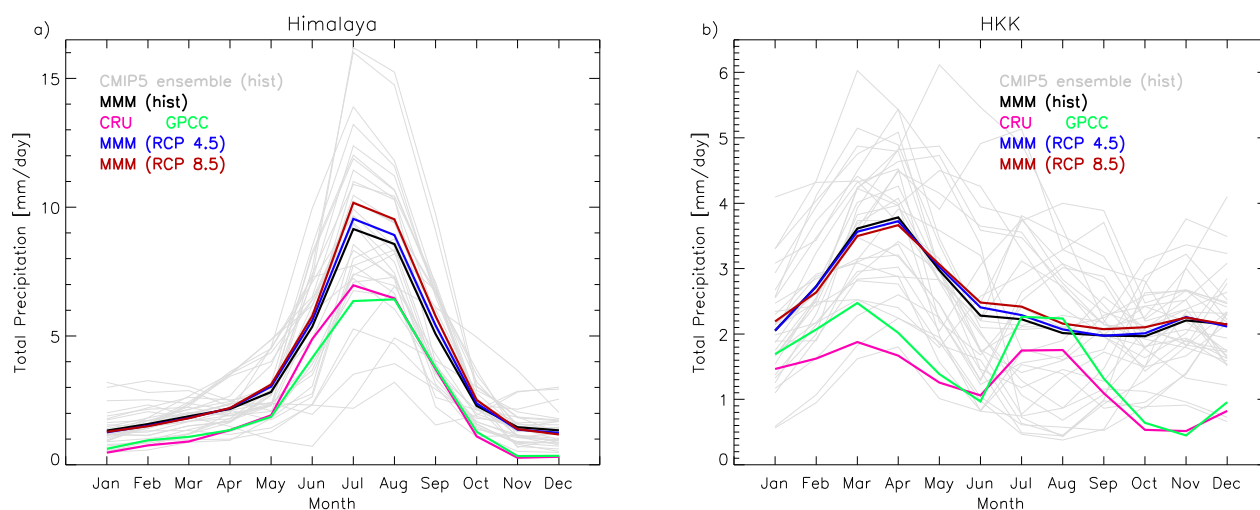 a)
Himalaya
15
10
5
0
Total Precipitation [mm/day]
CMIP5 ensemble (hist)
MMM (hist)
CRU GPCC
MMM (RCP 4.5)
MMM (RCP 8.5)
Jan Feb Mar Apr May Jun Jul Aug Sep Oct Nov Dec
Month
b)
HKK
6
5
4
3
2
1
0
Total Precipitation [mm/day]
CMIP5 ensemble (hist)
MMM (hist)
CRU GPCC
MMM (RCP 4.5)
MMM (RCP 8.5)
Jan Feb Mar Apr May Jun Jul Aug Sep Oct Nov Dec
Month